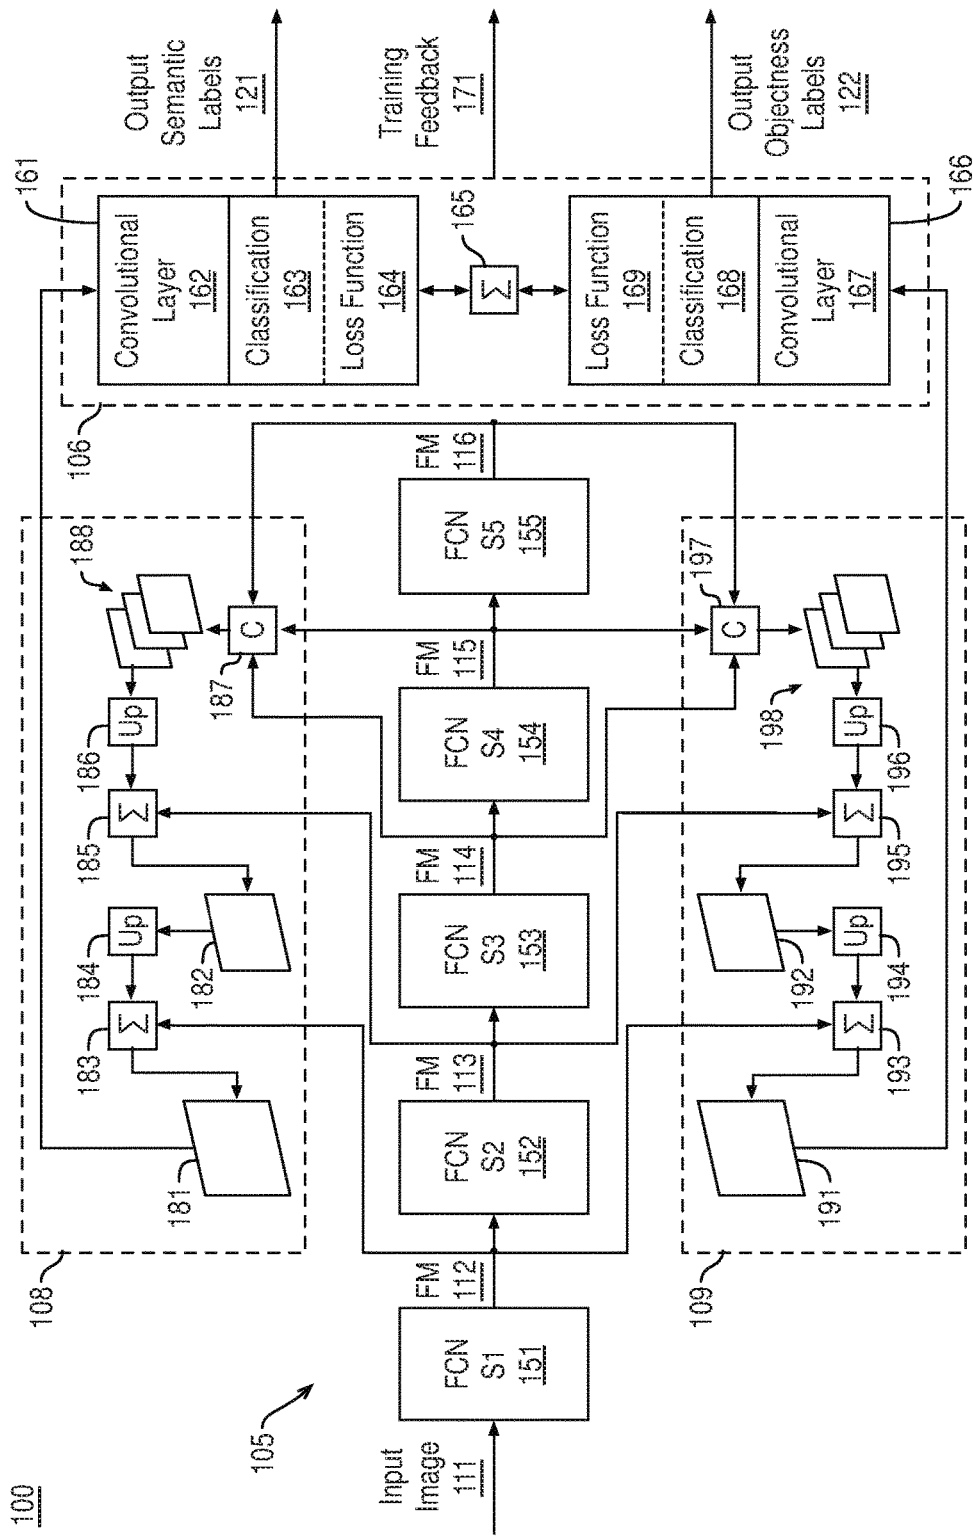 100
105
Input
Image
111
FCN
S1
151
FM
112
FCN
S2
152
FM
113
FCN
S3
153
FM
114
FCN
S4
154
FM
115
FCN
S5
155
FM
116
108
181
183
Σ
184
Up
182
185
Σ
186
Up
187
C
188
109
191
193
Σ
194
Up
192
195
Σ
196
Up
197
C
198
106
161
Convolutional
Layer
162
Classification
163
Loss Function
164
165
Σ
Loss Function
169
Classification
168
Convolutional
Layer
167
166
Output
Semantic
Labels
121
Training
Feedback
171
Output
Objectness
Labels
122